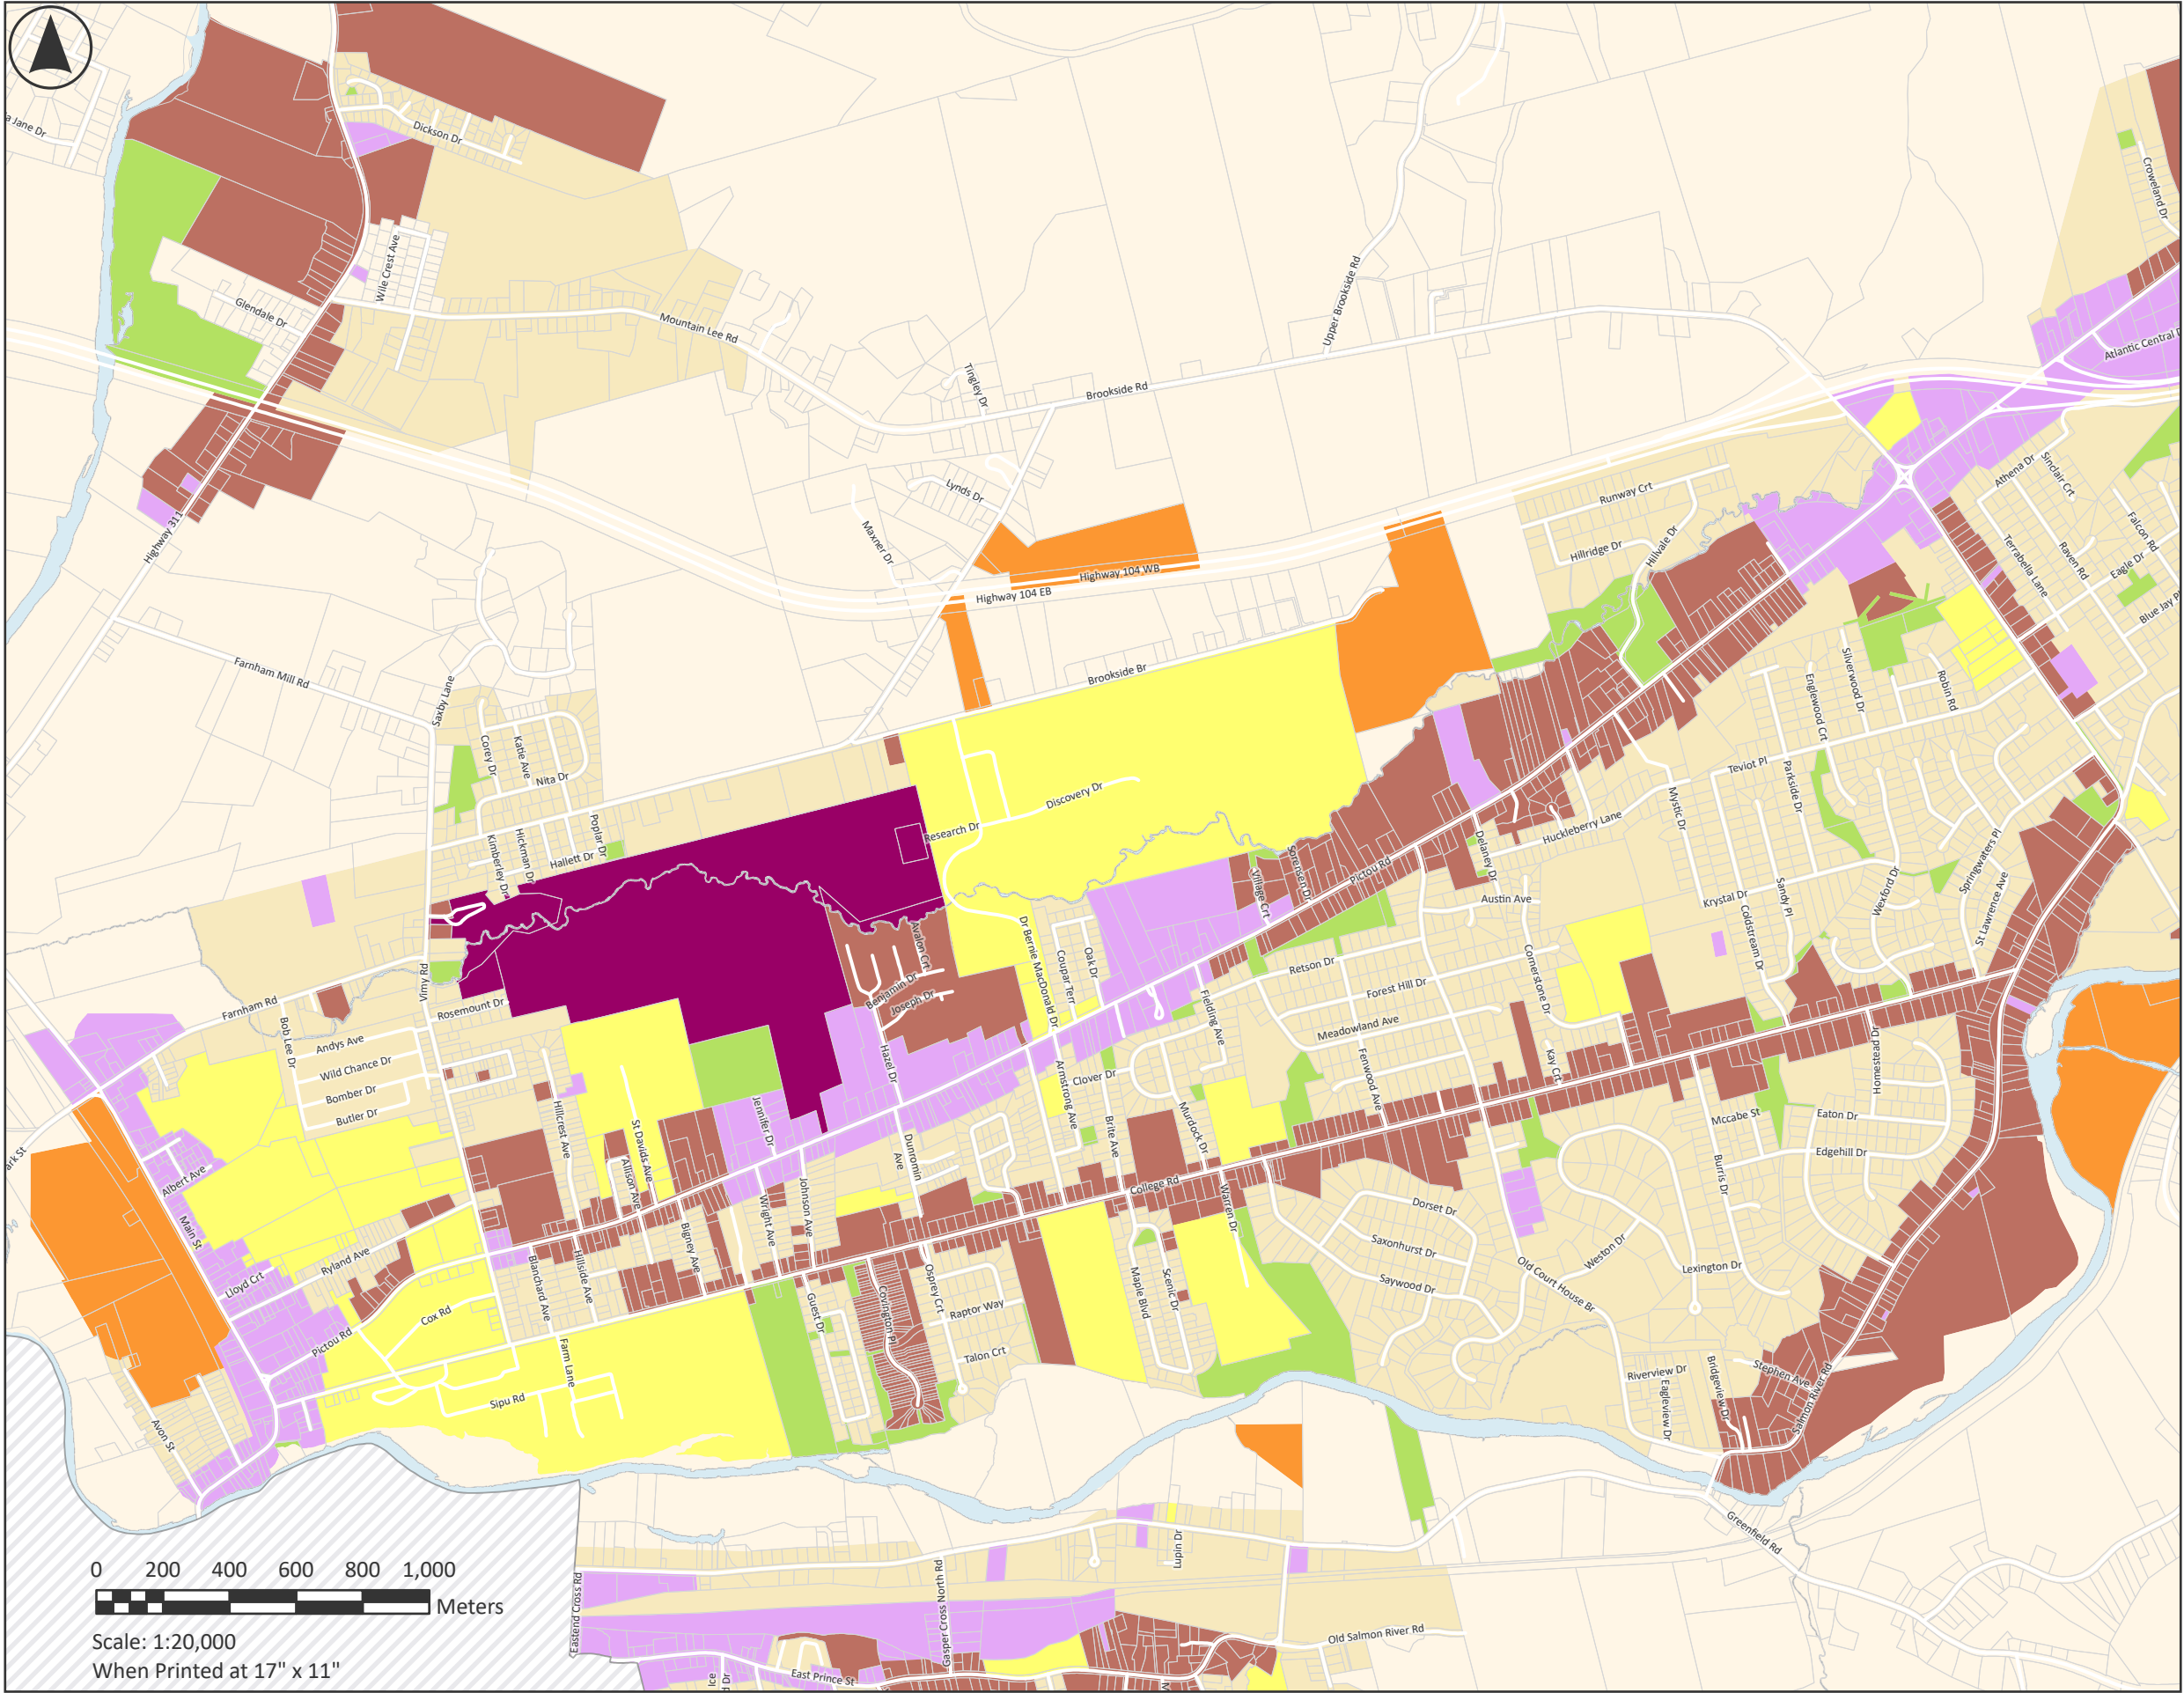 a Jane Dr
Dickson Dr
Croweland Dr
Wile Crest Ave
Glendale Dr
Mountain Lee Rd
Upper Brookside Rd
Atlantic Central
Tingley Dr
Brookside Rd
Lynds Dr
Runway Crt
Athena Dr
Sinclair Crt
Highway 311
Maxner Dr
Hillridge Dr
Hillvale Dr
Falcon Rd
Terrabella Lane
Raven Rd
Eagle Dr
Highway 104 WB
Highway 104 EB
Blue Jay Pl
Farnham Mill Rd
Saxby Lane
Brookside Br
Englewood Crt
Silverwood Dr
Robin Rd
Corey Dr
Katie Ave
Nita Dr
Discovery Dr
Teviot Pl
Parkside Dr
Mystic Dr
Poplar Dr
Hickman Dr
Kimberley Dr
Hallett Dr
Research Dr
Huckleberry Lane
Delaney Dr
Pictou Rd
Sorensen Dr
Village Crt
Springwaters Pl
Wexford Dr
St Lawrence Ave
Austin Ave
Krystal Dr
Sandy Pl
Coldstream Dr
Avalon Crt
Dr Bernie MacDonald Dr
Coupar Terr
Oak Dr
Retson Dr
Cornerstone Dr
Vimy Rd
Benjamin Dr
Joseph Dr
Forest Hill Dr
Fielding Ave
Farnham Rd
Rosemount Dr
Bob Lee Dr
Andys Ave
Wild Chance Dr
Bomber Dr
Butler Dr
Meadowland Ave
Hazel Dr
Armstrong Ave
Clover Dr
Fenwood Ave
Kay Crt
Homestead Dr
Hillcrest Ave
St Davids Ave
Jennifer Dr
Murdock Dr
Brite Ave
Mccabe St
Eaton Dr
Edgehill Dr
ark St
Albert Ave
Allison Ave
Dunromin
Ave
Burris Dr
Main St
Wright Ave
Johnson Ave
College Rd
Warren Dr
Dorset Dr
Bigney Ave
Saxonhurst Dr
Weston Dr
Lexington Dr
Ryland Ave
Lloyd Crt
Blanchard Ave
Hillside Ave
Osprey Crt
Maple Blvd
Scenic Dr
Saywood Dr
Old Court House Br
Cox Rd
Pictou Rd
Guest Dr
Covington Pl
Raptor Way
Talon Crt
Farm Lane
Sipu Rd
Riverview Dr
Eagleview Dr
Bridgeview Dr
Stephen Ave
Salmon River Rd
Avon St
Greenfield Rd
Lupin Dr
Eastend Cross Rd
Gasper Cross North Rd
Old Salmon River Rd
East Prince St
Ice
d Dr
0 200 400 600 800 1,000
Meters
Scale: 1:20,000
When Printed at 17" x 11"